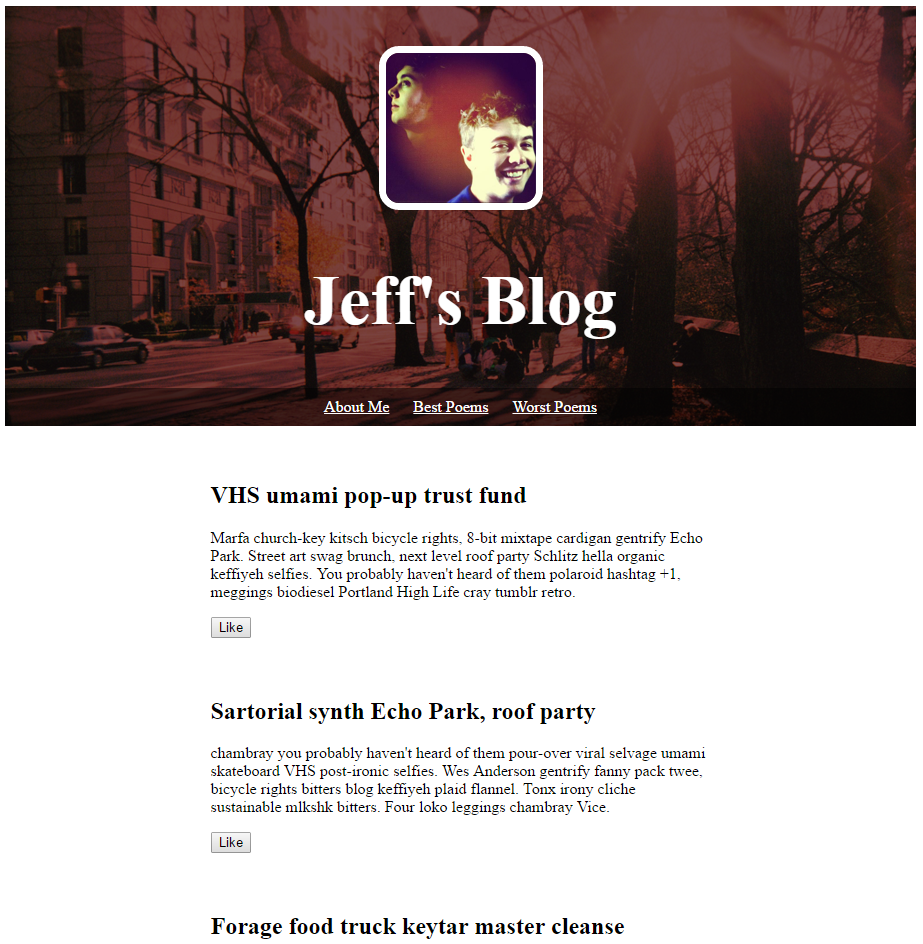 Jeff's Blog
About Me Best Poems Worst Poems
VHS umami pop-up trust fund
Marfa church-key kitsch bicycle rights, 8-bit mixtape cardigan gentrify Echo
Park. Street art swag brunch, next level roof party Schlitz hella organic
keffiyeh selfies. You probably haven't heard of them polaroid hashtag +1,
meggings biodiesel Portland High Life cray tumblr retro.
Like
Sartorial synth Echo Park, roof party
chambray you probably haven't heard of them pour-over viral selvage umami
skateboard VHS post-ironic selfies. Wes Anderson gentrify fanny pack twee,
bicycle rights bitters blog keffiyeh plaid flannel. Tonx irony cliche
sustainable mlkshk bitters. Four loko leggings chambray Vice.
Like
Forage food truck keytar master cleanse